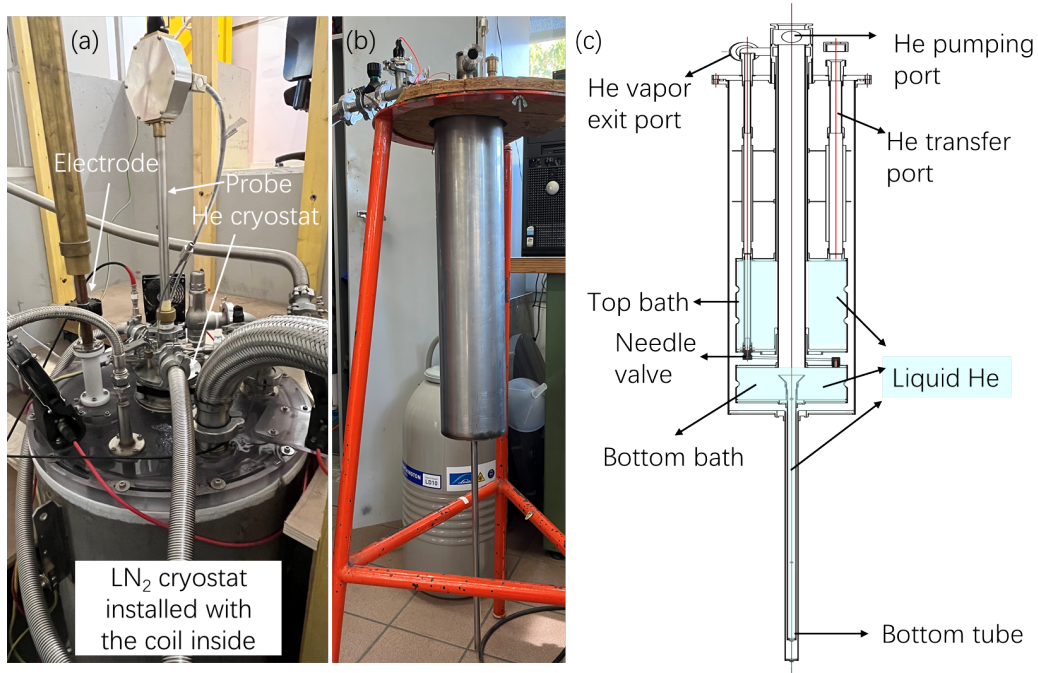 (a)
Electrode
Probe
He cryostat
LN₂ cryostat
installed with
the coil inside
(b)
LD10
(c)
He pumping
port
He vapor
exit port
He transfer
port
Top bath
Needle
valve
Liquid He
Bottom bath
Bottom tube